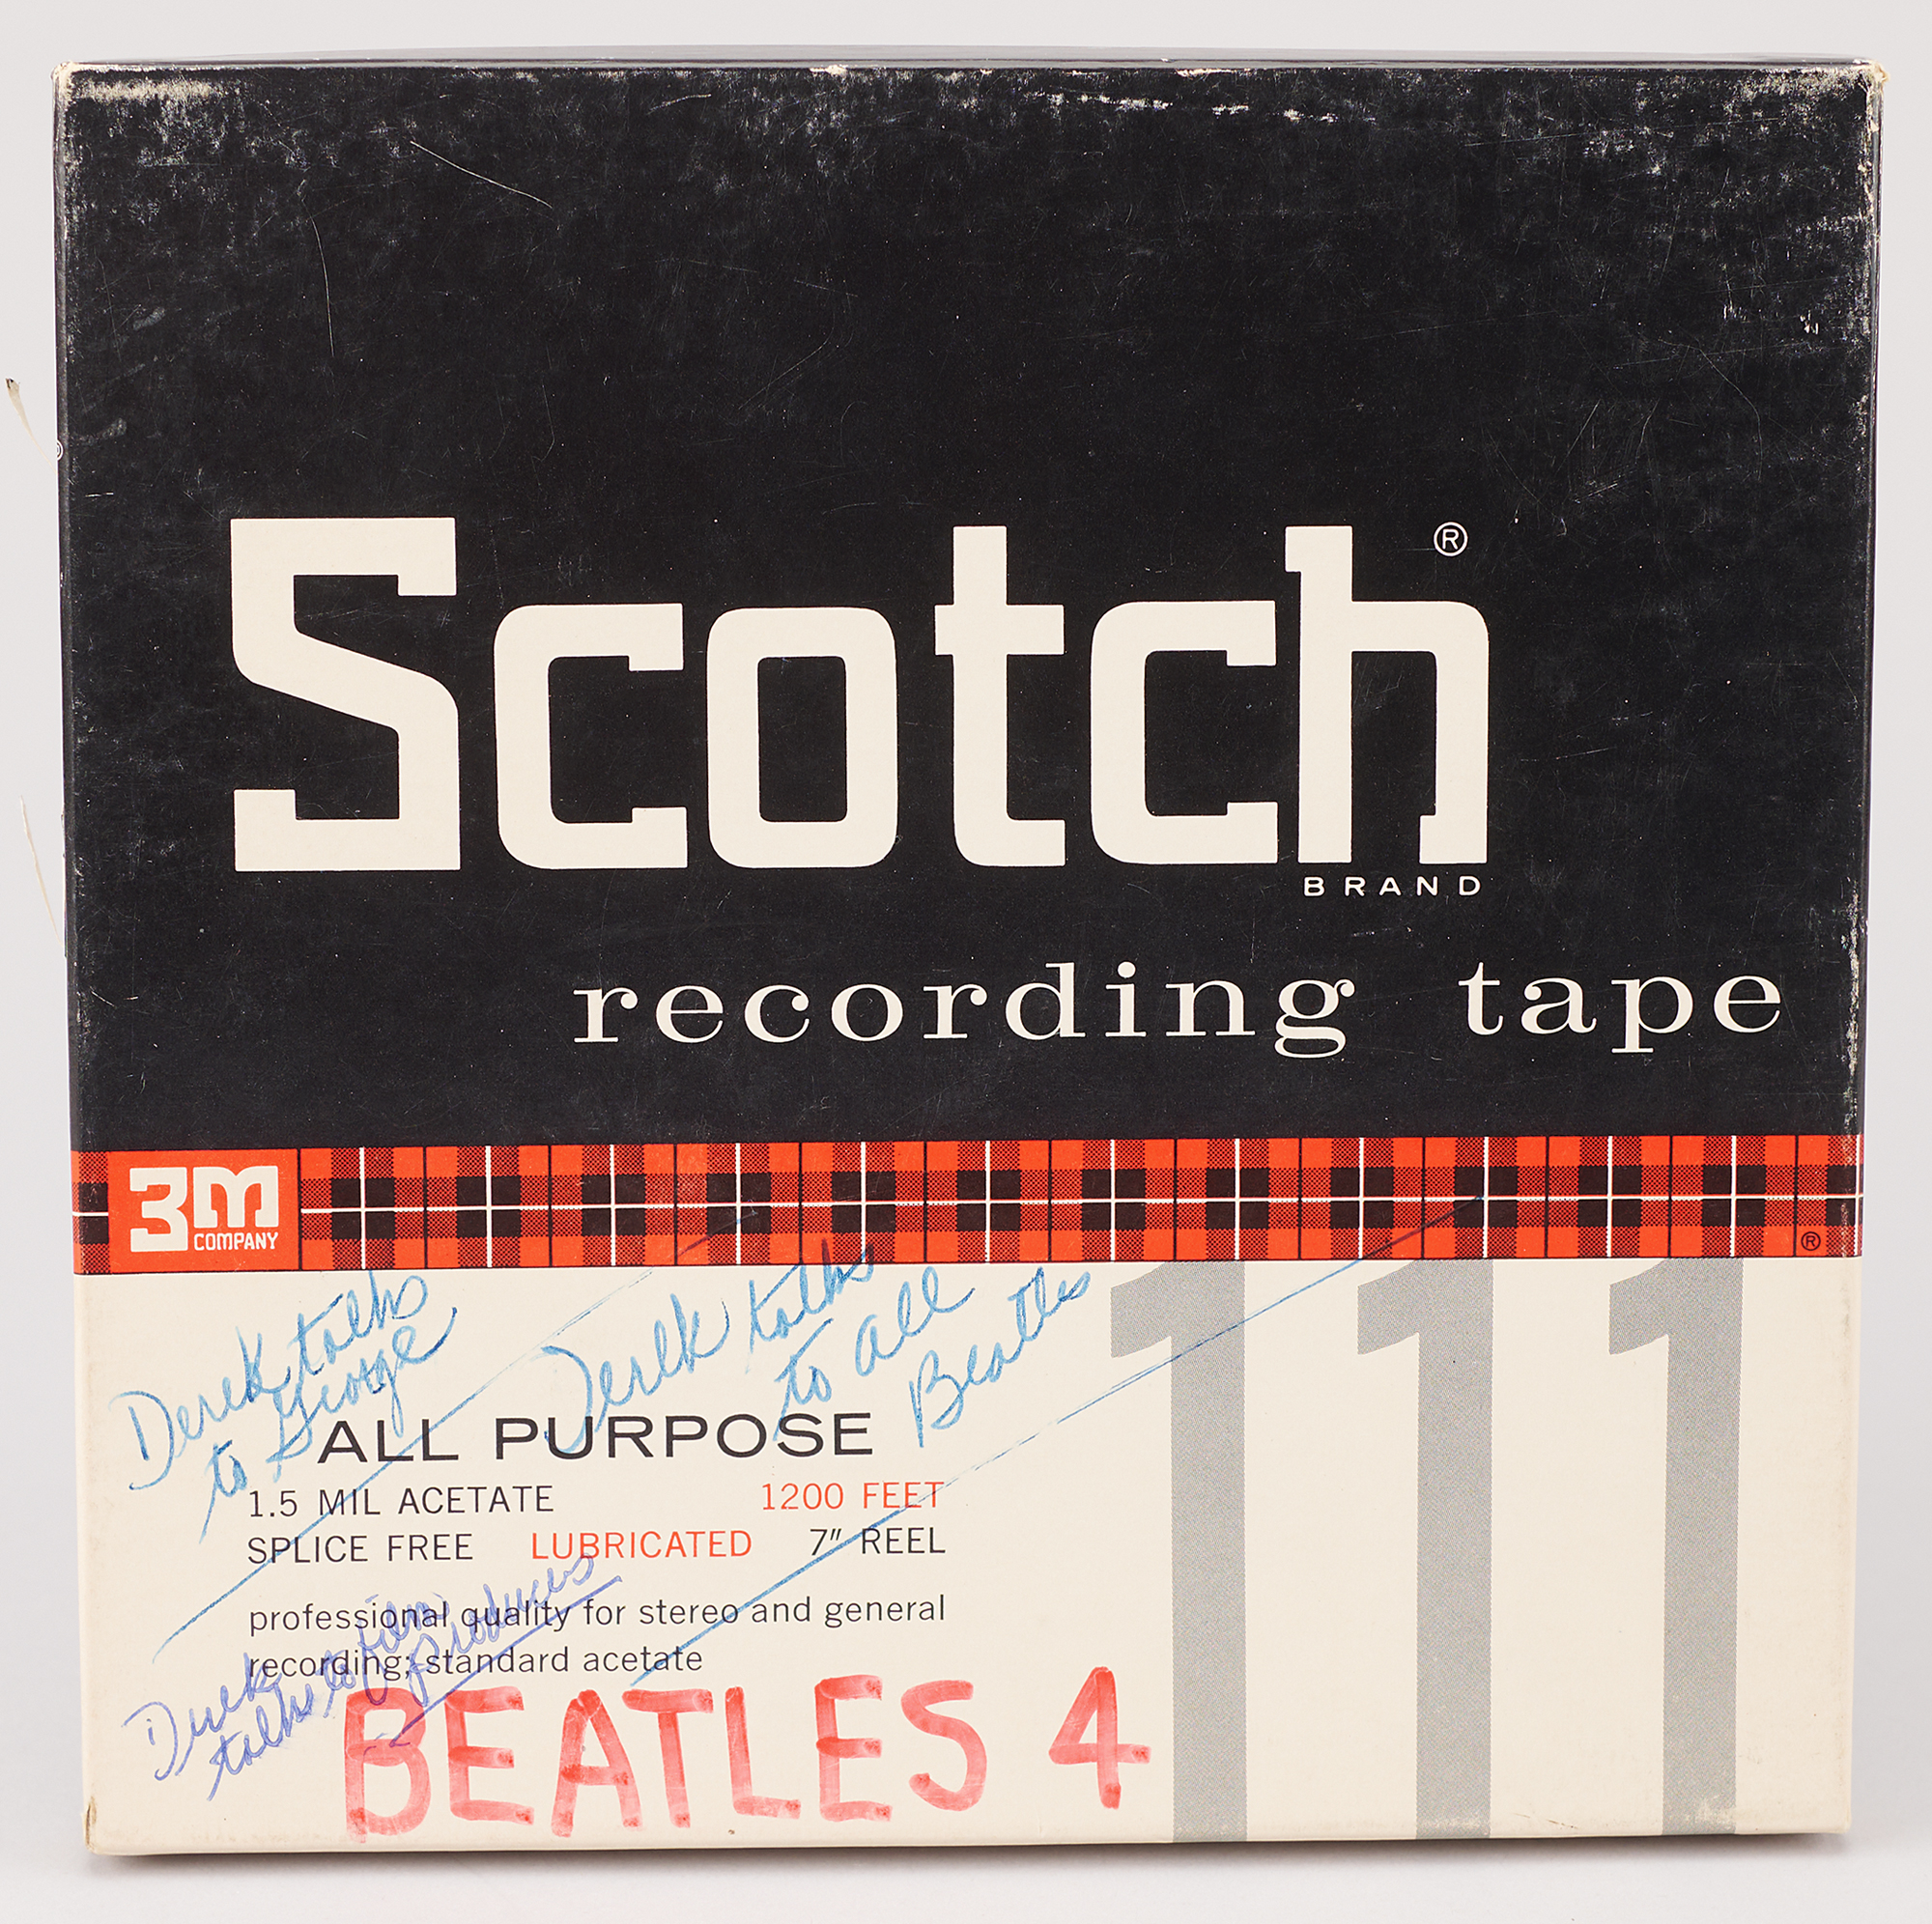 Scotch®
BRAND
recording tape
3M
COMPANY
®
111
Derek talks
to George
Derek talks
to all
Beatles
ALL PURPOSE
1.5 MIL ACETATE 1200 FEET
SPLICE FREE LUBRICATED 7" REEL
professional quality for stereo and general
recording; standard acetate
Derek
talks to film
producers
BEATLES 4